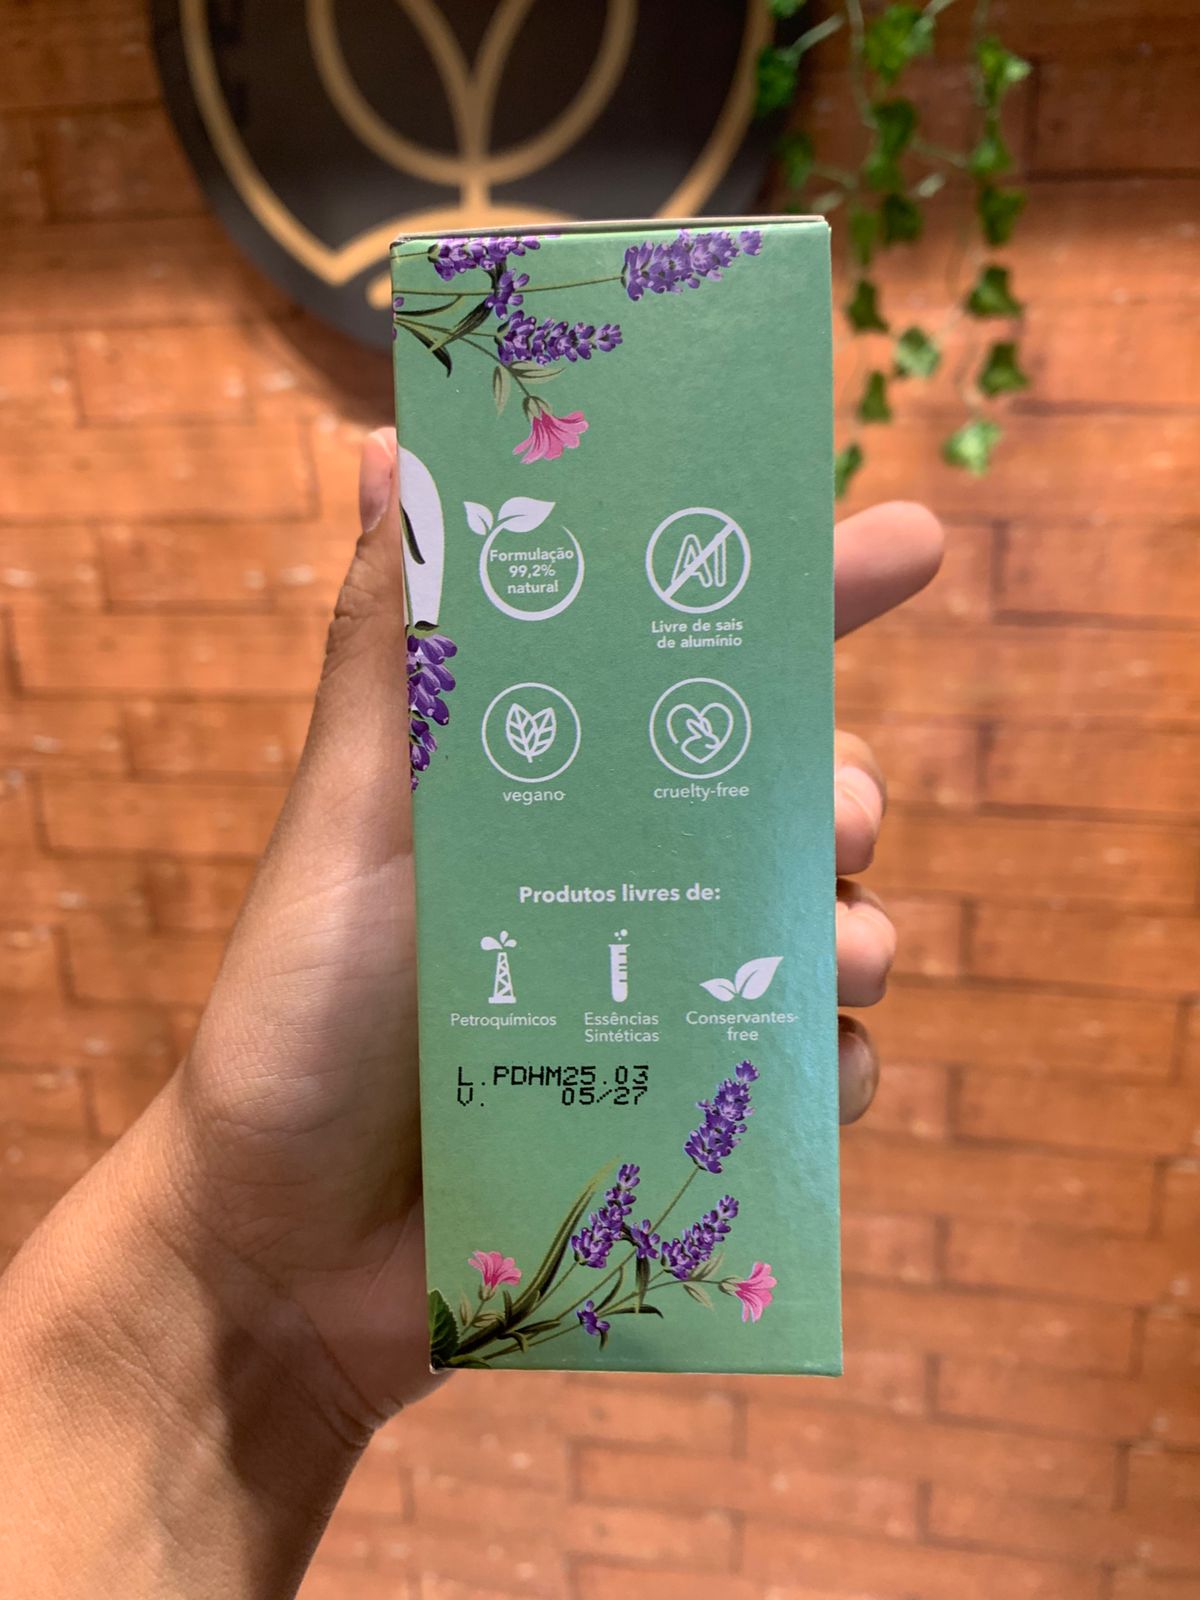 Formulação
99,2%
natural
Al
Livre de sais
de alumínio
vegano
cruelty-free
Produtos livres de:
Petroquímicos
Essências
Sintéticas
Conservantes-
free
L.PDHM25.03
V. 05/27